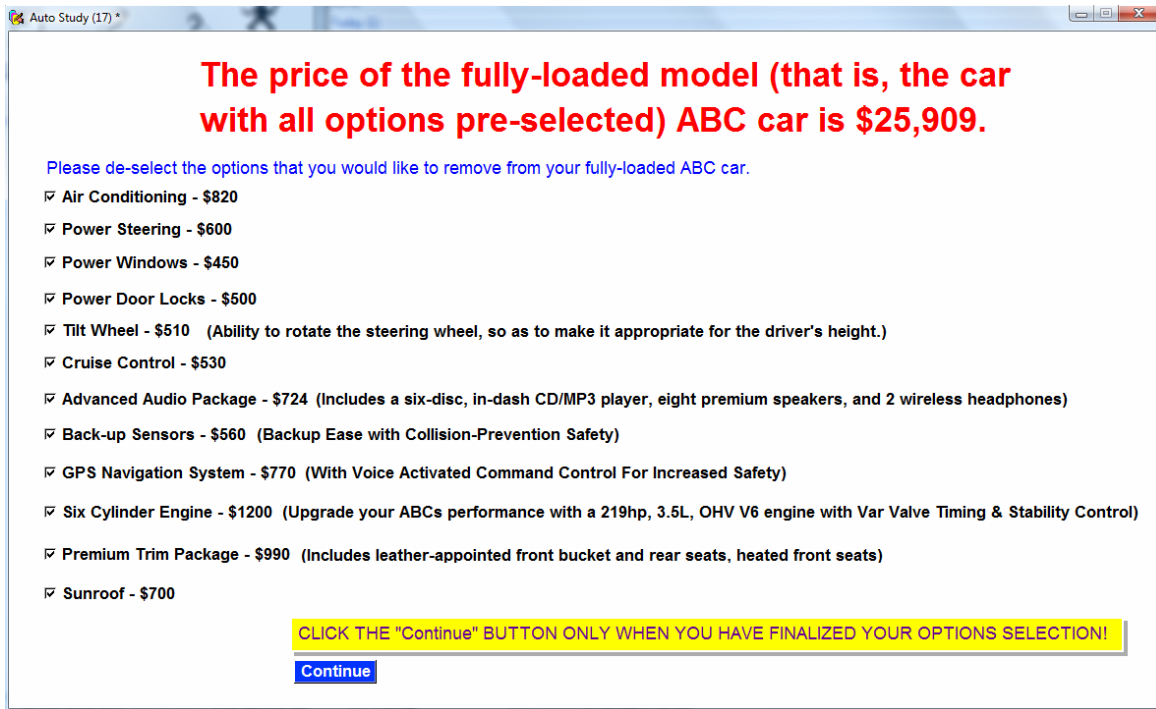 Auto Study (17) *
The price of the fully-loaded model (that is, the car
with all options pre-selected) ABC car is $25,909.
Please de-select the options that you would like to remove from your fully-loaded ABC car.
Air Conditioning - $820
Power Steering - $600
Power Windows - $450
Power Door Locks - $500
Tilt Wheel - $510 (Ability to rotate the steering wheel, so as to make it appropriate for the driver's height.)
Cruise Control - $530
Advanced Audio Package - $724 (Includes a six-disc, in-dash CD/MP3 player, eight premium speakers, and 2 wireless headphones)
Back-up Sensors - $560 (Backup Ease with Collision-Prevention Safety)
GPS Navigation System - $770 (With Voice Activated Command Control For Increased Safety)
Six Cylinder Engine - $1200 (Upgrade your ABCs performance with a 219hp, 3.5L, OHV V6 engine with Var Valve Timing & Stability Control)
Premium Trim Package - $990 (Includes leather-appointed front bucket and rear seats, heated front seats)
Sunroof - $700
CLICK THE "Continue" BUTTON ONLY WHEN YOU HAVE FINALIZED YOUR OPTIONS SELECTION!
Continue